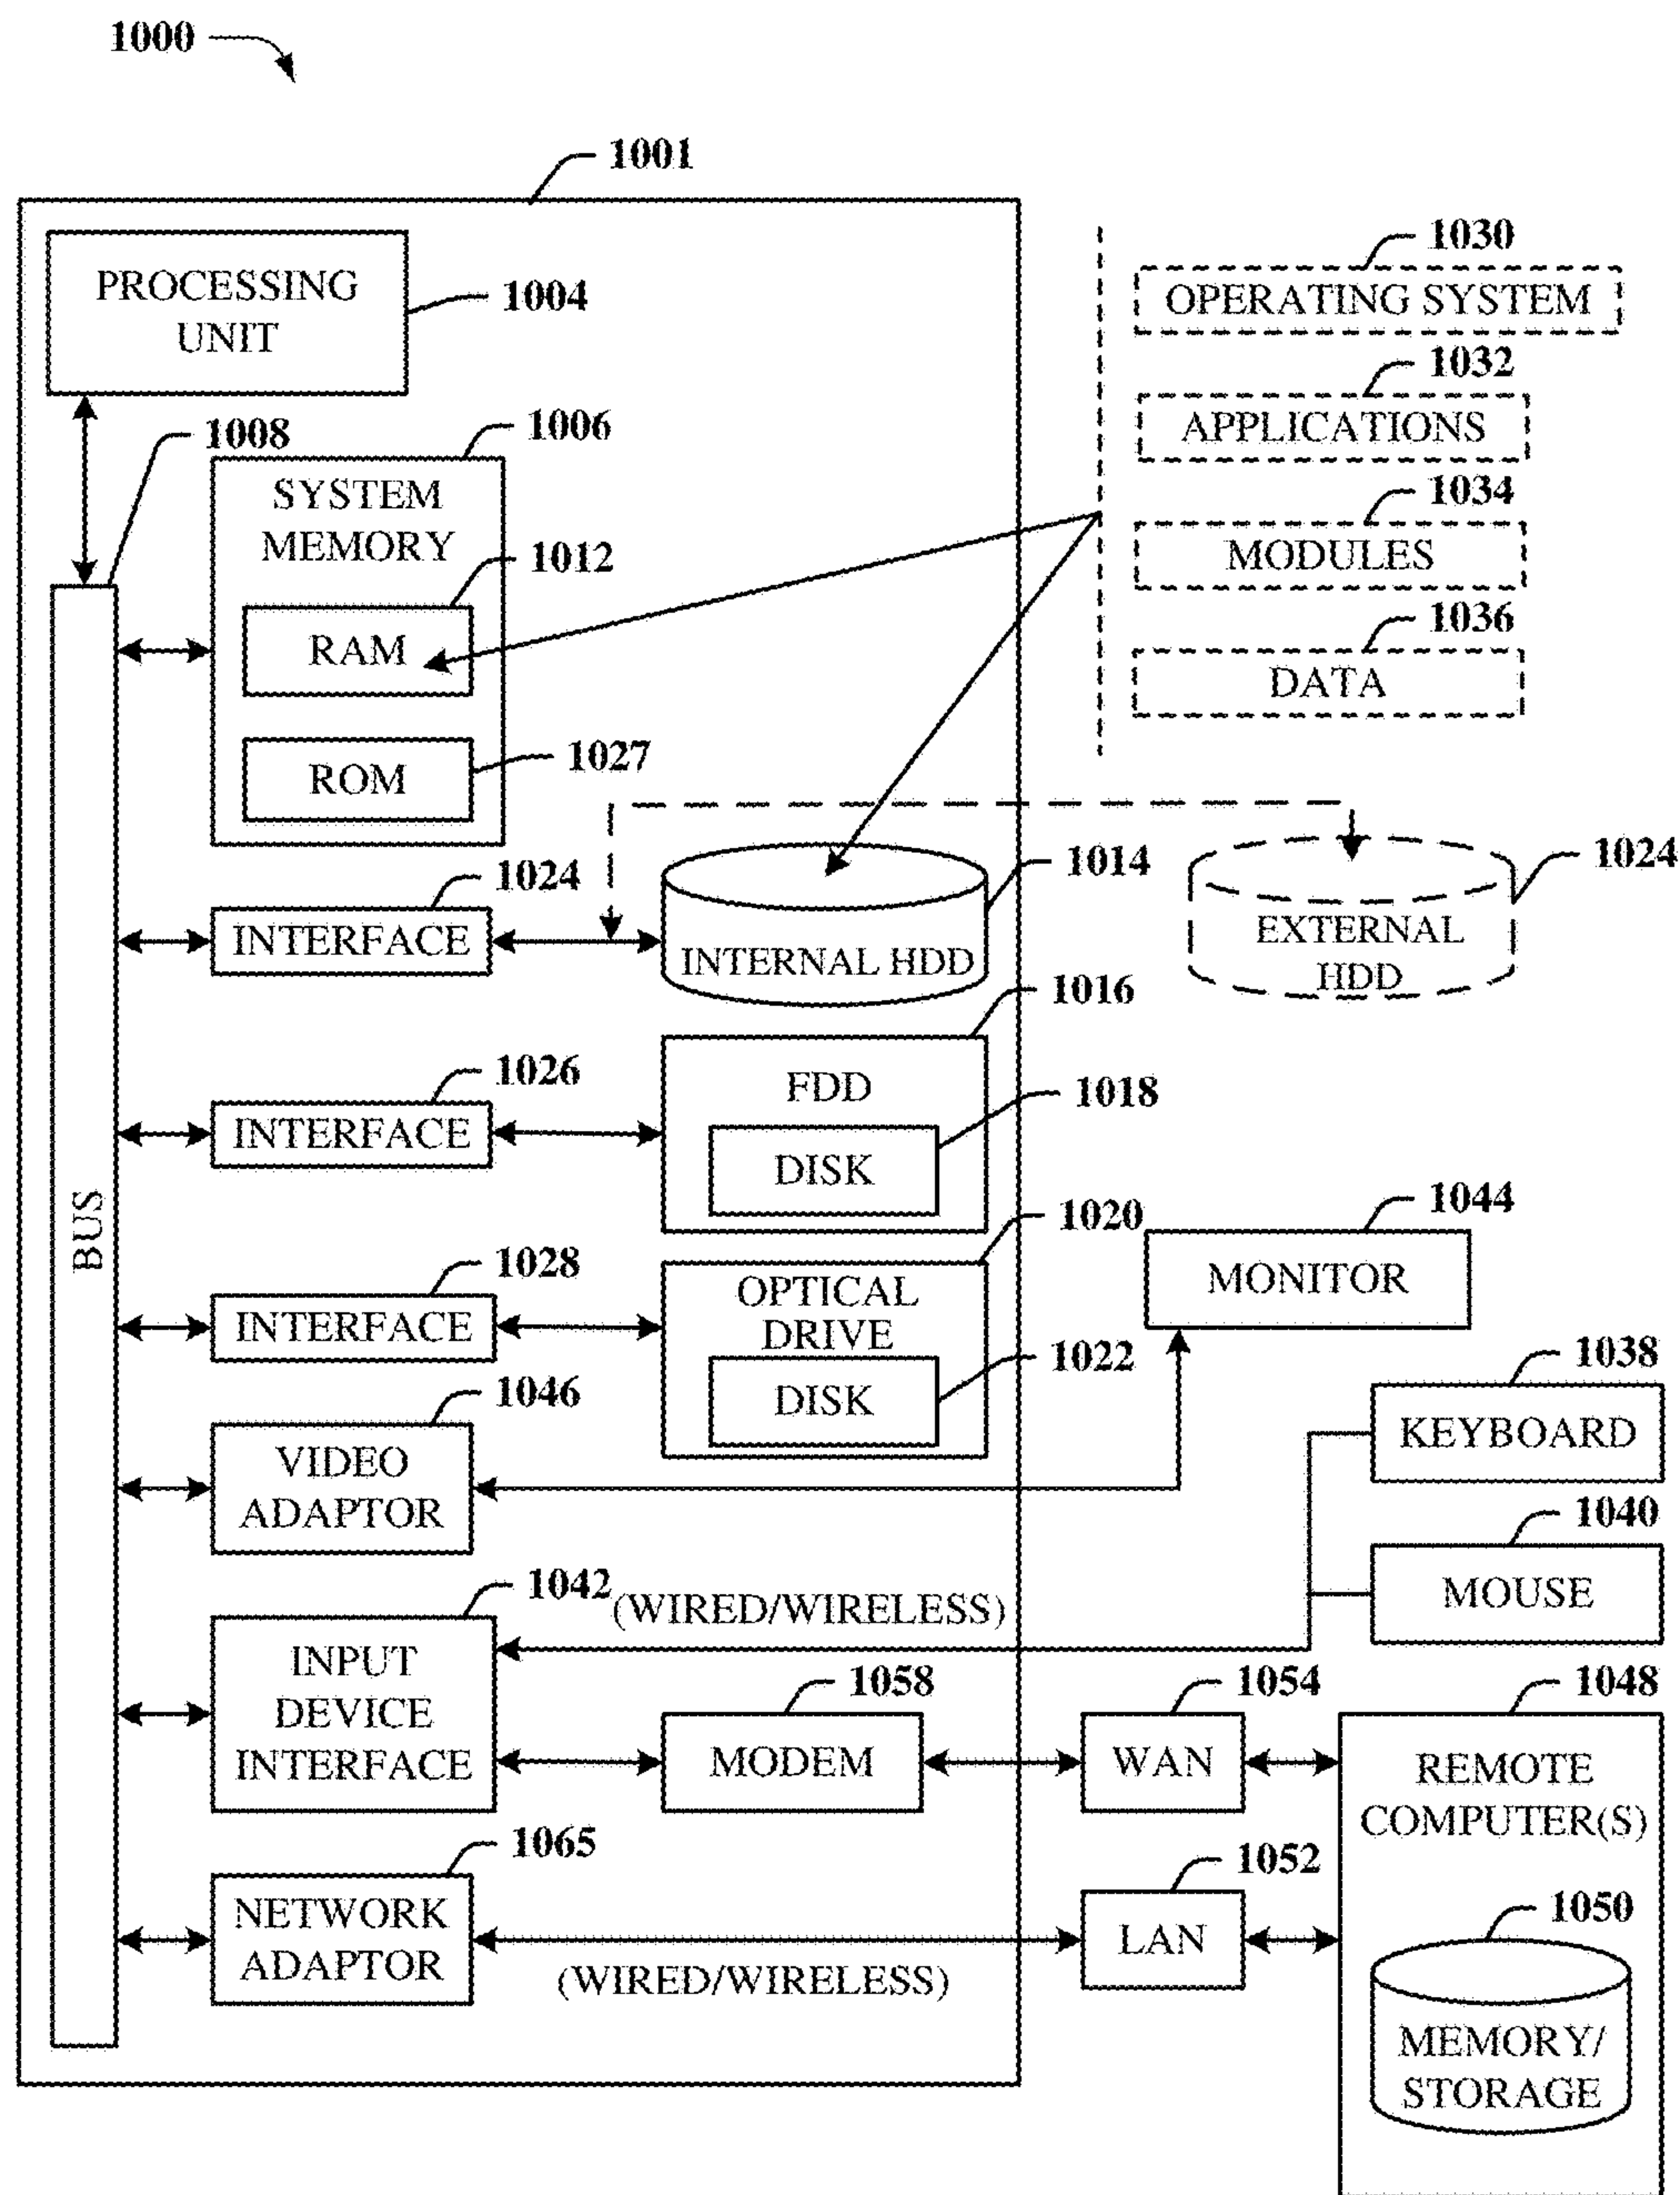 1000
1001
PROCESSING
UNIT
1004
1030
OPERATING SYSTEM
1032
APPLICATIONS
1034
MODULES
1036
DATA
1008
1006
SYSTEM
MEMORY
1012
RAM
1027
ROM
1024
INTERFACE
1014
INTERNAL HDD
1024
EXTERNAL
HDD
1026
INTERFACE
1016
FDD
1018
DISK
BUS
1028
INTERFACE
1020
OPTICAL
DRIVE
1022
DISK
1044
MONITOR
1046
VIDEO
ADAPTOR
1038
KEYBOARD
1040
MOUSE
1042
(WIRED/WIRELESS)
INPUT
DEVICE
INTERFACE
1058
MODEM
1054
WAN
1048
REMOTE
COMPUTER(S)
1065
NETWORK
ADAPTOR
(WIRED/WIRELESS)
1052
LAN
1050
MEMORY/
STORAGE